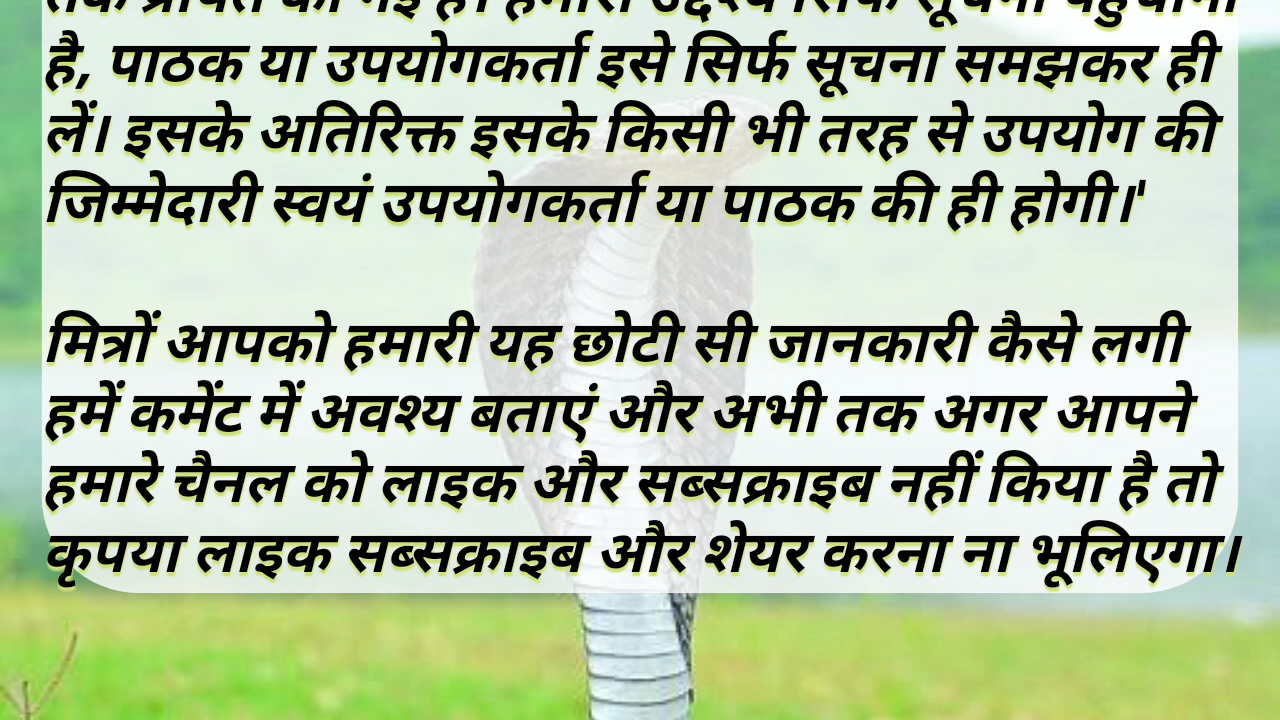 है, पाठक या उपयोगकर्ता इसे सिर्फ सूचना समझकर ही
लें। इसके अतिरिक्त इसके किसी भी तरह से उपयोग की
जिम्मेदारी स्वयं उपयोगकर्ता या पाठक की ही होगी।'
मित्रों आपको हमारी यह छोटी सी जानकारी कैसे लगी
हमें कमेंट में अवश्य बताएं और अभी तक अगर आपने
हमारे चैनल को लाइक और सब्सक्राइब नहीं किया है तो
कृपया लाइक सब्सक्राइब और शेयर करना ना भूलिएगा।